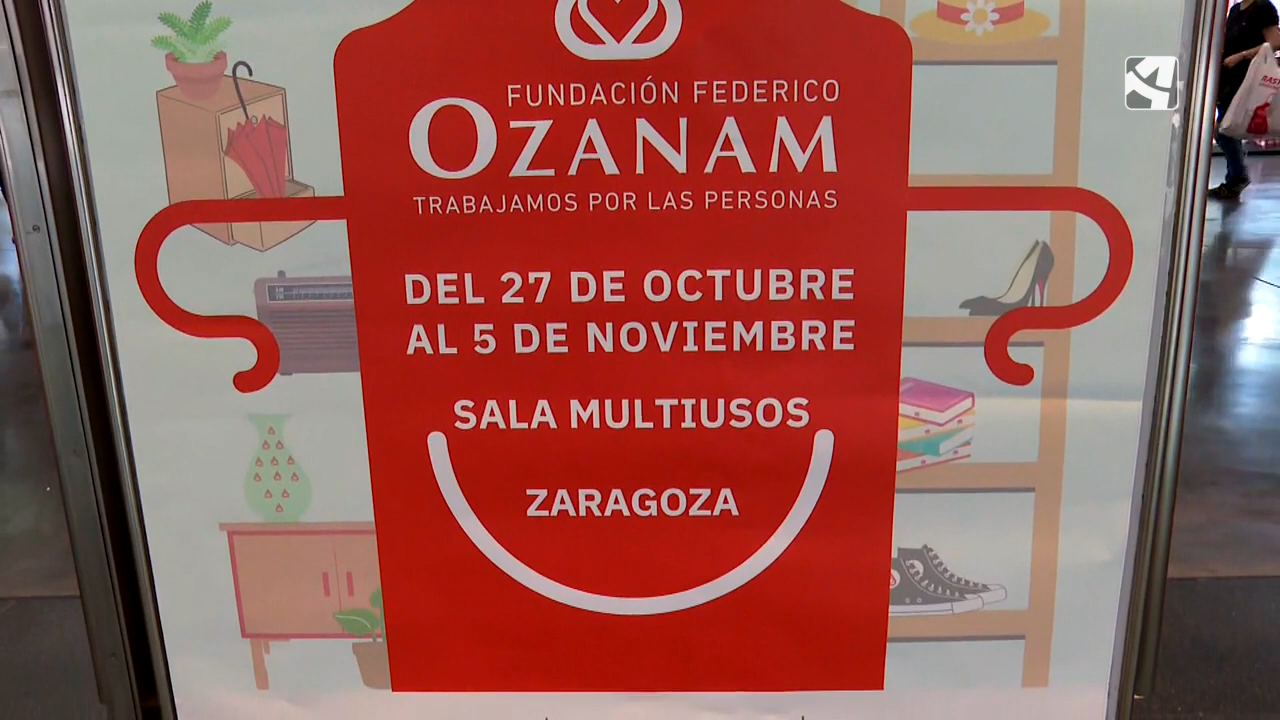 FUNDACIÓN FEDERICO
OZANAM
TRABAJAMOS POR LAS PERSONAS
DEL 27 DE OCTUBRE
AL 5 DE NOVIEMBRE
SALA MULTIUSOS
ZARAGOZA